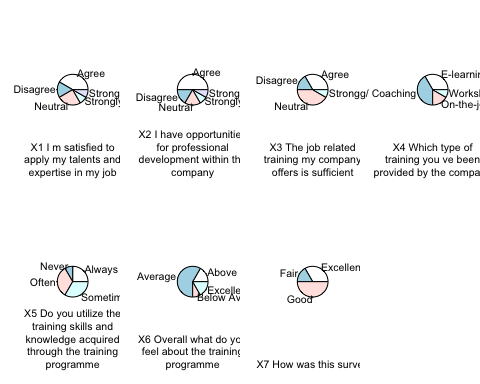 Agree
Disagree
Strong
Strongly
Neutral
X1 I m satisfied to
apply my talents and
expertise in my job
Agree
Disagree
Strong
Strongly
Neutral
X2 I have opportunitie
for professional
development within th
company
Agree
Disagree
Strongg/
Neutral
X3 The job related
training my company
offers is sufficient
E-learnin
Coaching
Works
On-the-j
X4 Which type of
training you ve been
provided by the compa
Never
Always
Often
Sometim
X5 Do you utilize the
training skills and
knowledge acquired
through the training
programme
Above
Average
Excelle
Below Av
X6 Overall what do yo
feel about the training
programme
Excellen
Fair
Good
X7 How was this surve